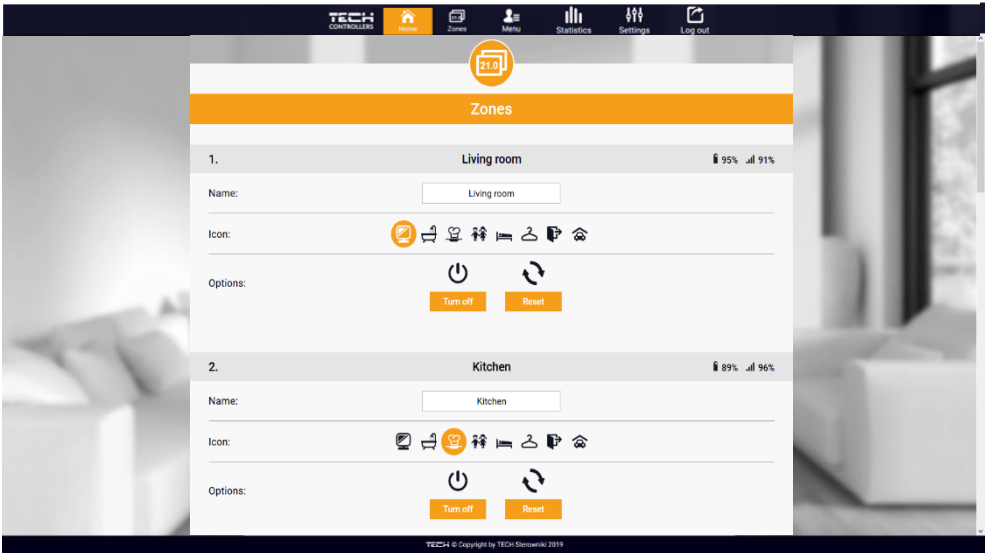 TECH
CONTROLLERS
Home
Zones
Menu
Statistics
Settings
Log out
21.0
Zones
1. Living room 95% 91%
Name: Living room
Icon:
Options:
Turn off Reset
2. Kitchen 89% 96%
Name: Kitchen
Icon:
Options:
Turn off Reset
TECH © Copyright by TECH Sterowniki 2019